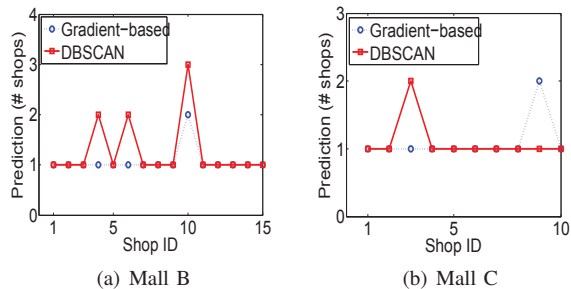 4
3
2
1
0
Prediction (# shops)
Gradient-based
DBSCAN
1 5 10 15
Shop ID
(a) Mall B
3
2
1
0
Prediction (# shops)
Gradient-based
DBSCAN
1 5 10
Shop ID
(b) Mall C